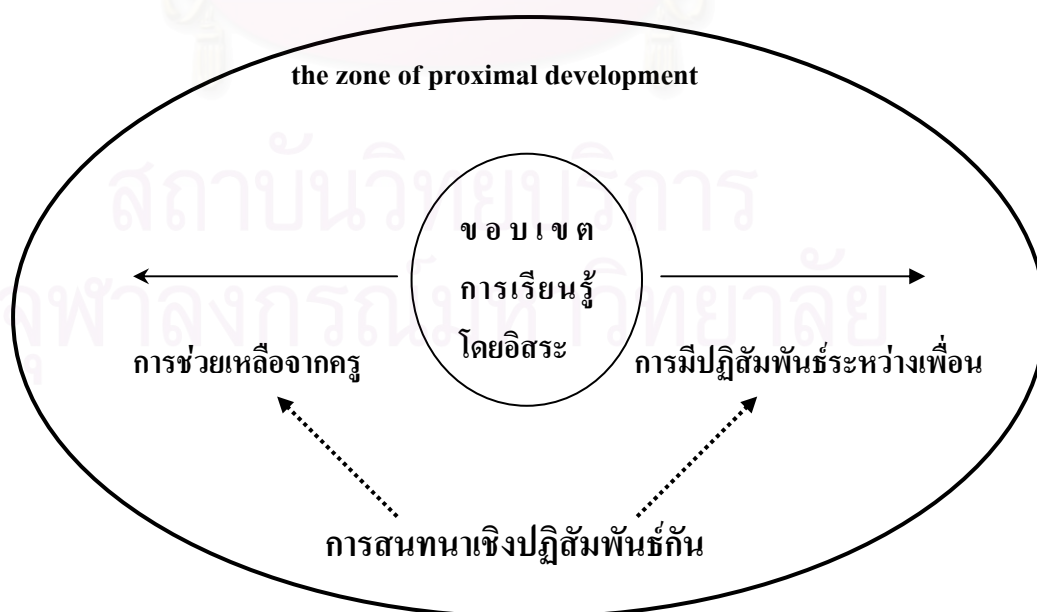 the zone of proximal development
สถาบันวิทยบริการ
จุฬาลงกรณ์มหาวิทยาลัย
ขอบเขต
การเรียนรู้
โดยอิสระ
การช่วยเหลือจากครู
การมีปฏิสัมพันธ์ระหว่างเพื่อน
การสนทนาเชิงปฏิสัมพันธ์กัน